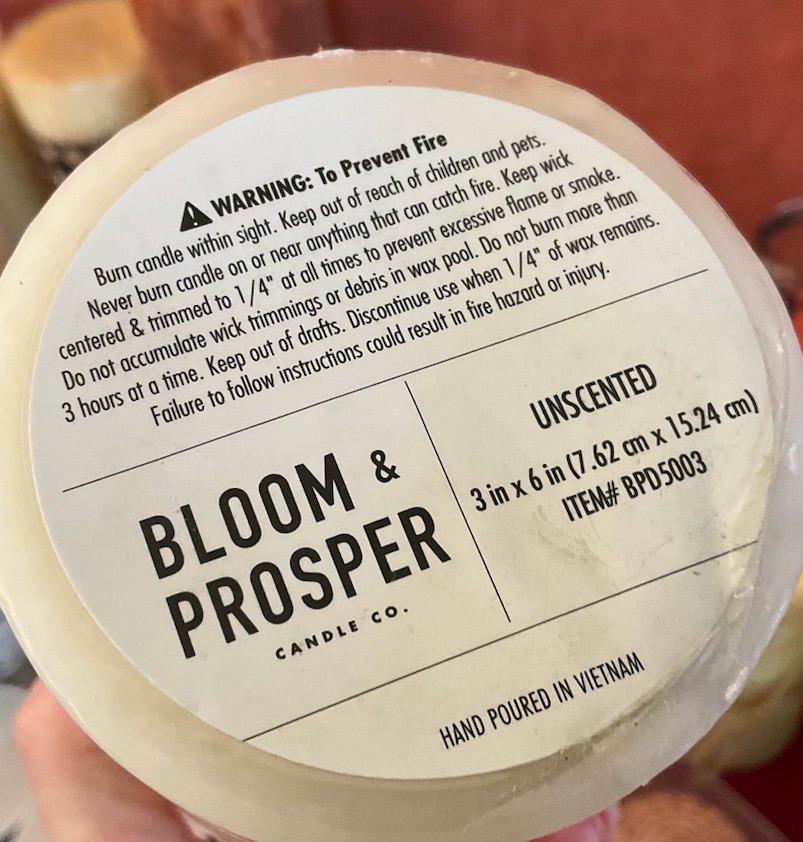 ⚠ WARNING: To Prevent Fire
Burn candle within sight. Keep out of reach of children and pets.
Never burn candle on or near anything that can catch fire. Keep wick
centered & trimmed to 1/4" at all times to prevent excessive flame or smoke.
Do not accumulate wick trimmings or debris in wax pool. Do not burn more than
3 hours at a time. Keep out of drafts. Discontinue use when 1/4" of wax remains.
Failure to follow instructions could result in fire hazard or injury.
BLOOM &
PROSPER
CANDLE CO.
UNSCENTED
3 in x 6 in (7.62 cm x 15.24 cm)
ITEM# BPD5003
HAND POURED IN VIETNAM